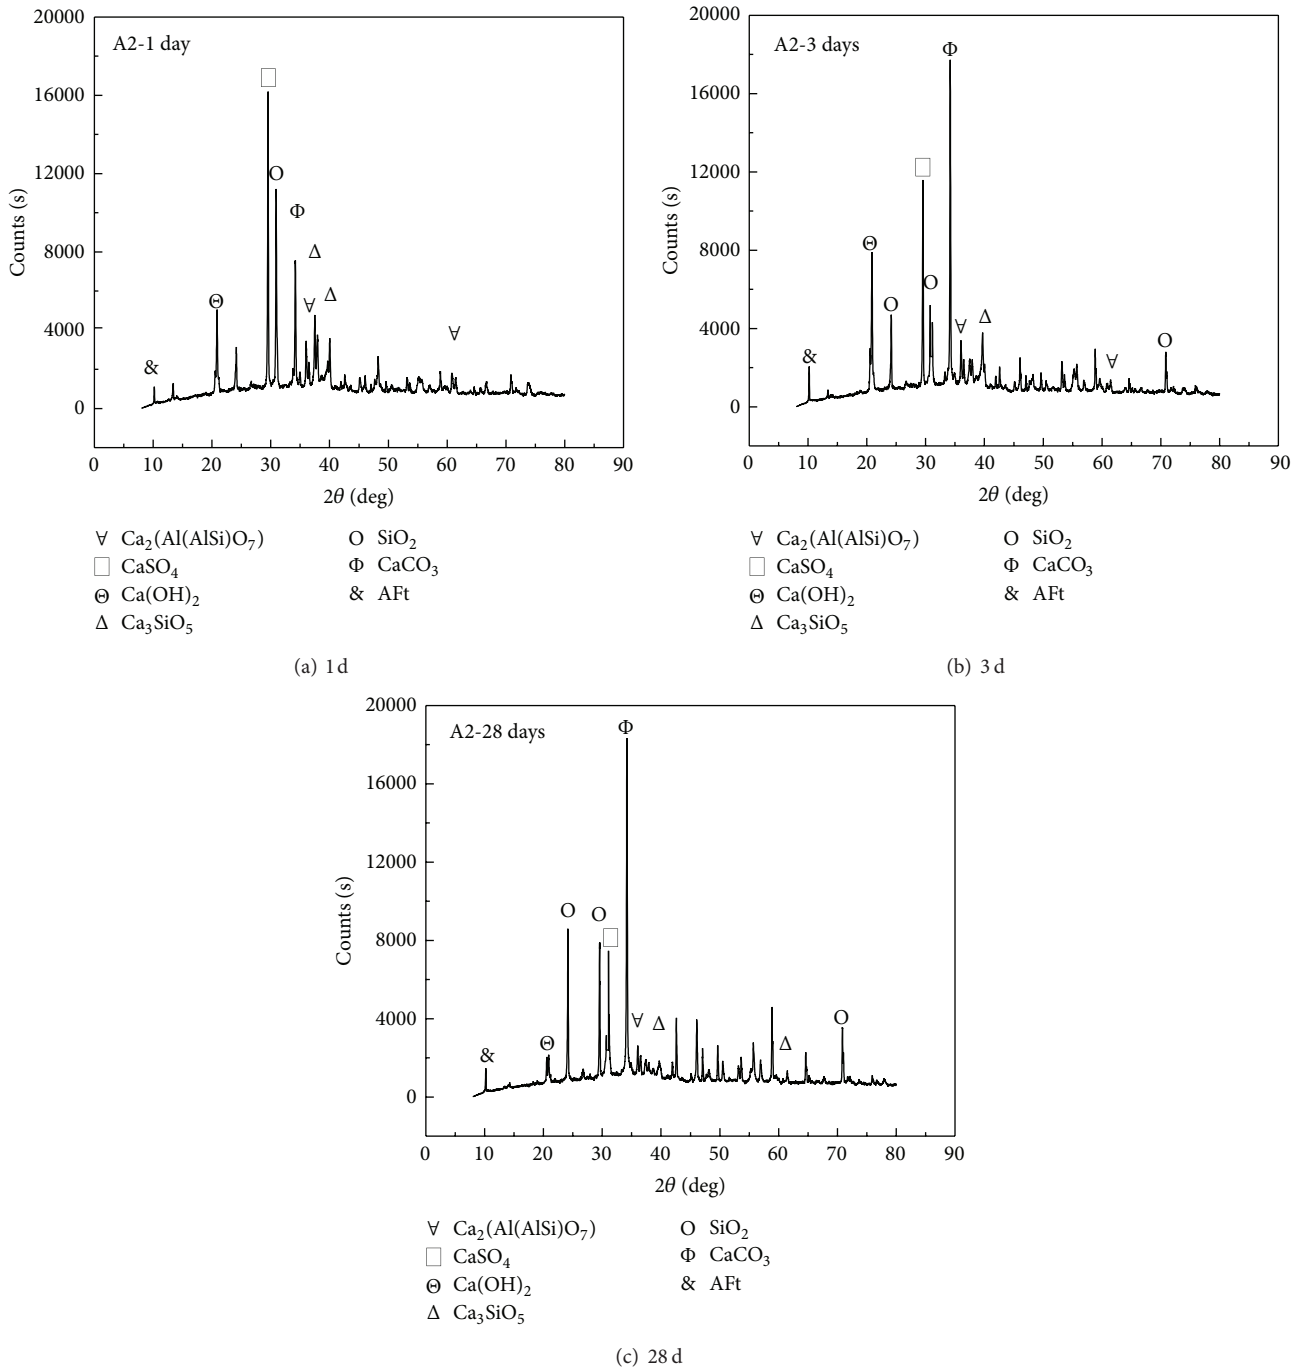 A2-1 day
Counts (s)
20000
16000
12000
8000
4000
0
0 10 20 30 40 50 60 70 80 90
2θ (deg)
□
O
Φ
Δ
Θ
∀
Δ
∀
&
∀ Ca₂(Al(AlSi)O₇) O SiO₂
□ CaSO₄ Φ CaCO₃
Θ Ca(OH)₂ & AFt
Δ Ca₃SiO₅
(a) 1 d
A2-3 days
Counts (s)
20000
16000
12000
8000
4000
0
0 10 20 30 40 50 60 70 80 90
2θ (deg)
Φ
□
Θ
O
O
∀
Δ
&
∀
O
∀ Ca₂(Al(AlSi)O₇) O SiO₂
□ CaSO₄ Φ CaCO₃
Θ Ca(OH)₂ & AFt
Δ Ca₃SiO₅
(b) 3 d
A2-28 days
Counts (s)
20000
16000
12000
8000
4000
0
0 10 20 30 40 50 60 70 80 90
2θ (deg)
Φ
O
O
□
∀
Δ
O
Θ
Δ
&
∀ Ca₂(Al(AlSi)O₇) O SiO₂
□ CaSO₄ Φ CaCO₃
Θ Ca(OH)₂ & AFt
Δ Ca₃SiO₅
(c) 28 d